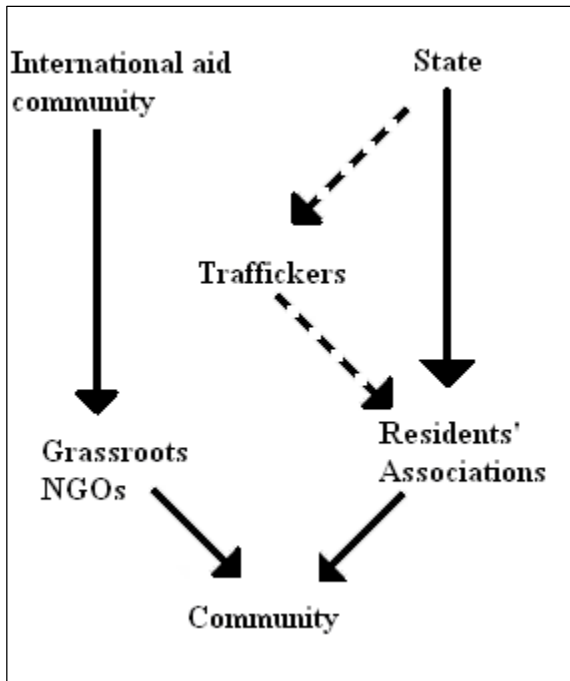 International aid
community
State
Traffickers
Grassroots
NGOs
Residents'
Associations
Community